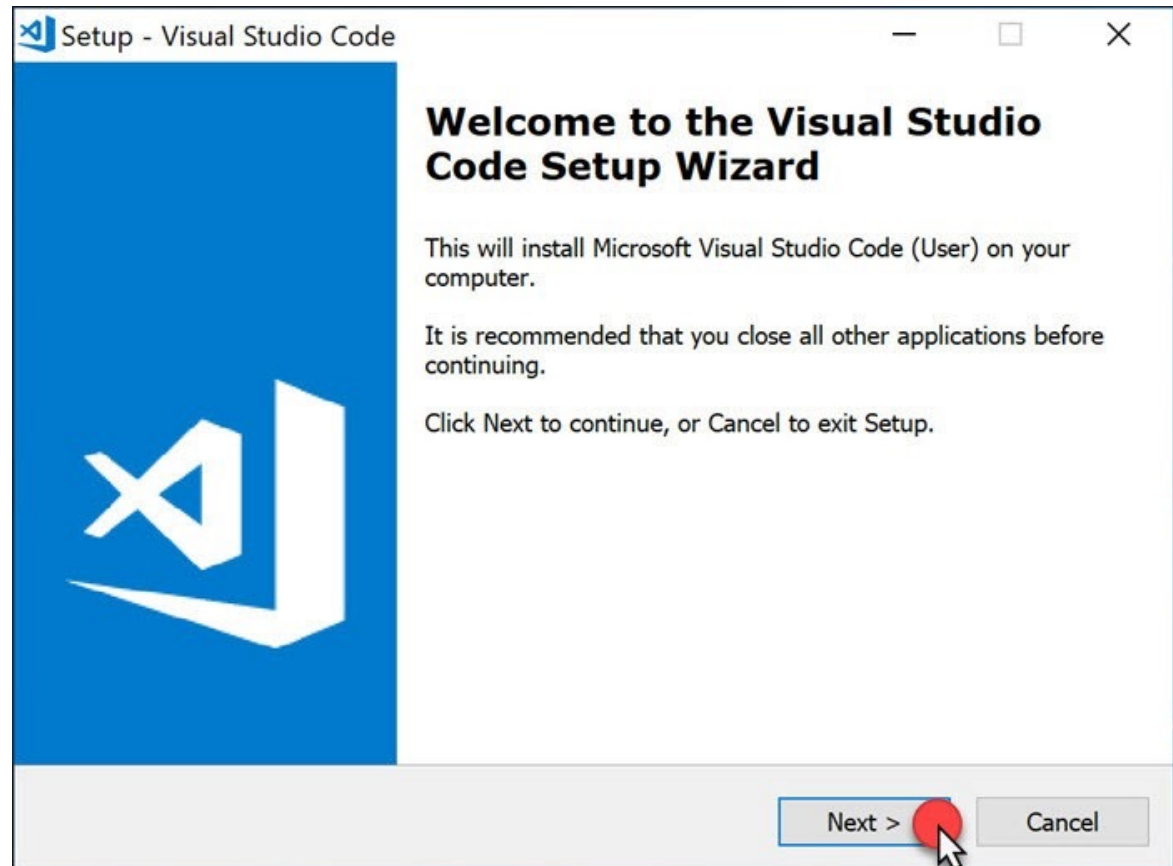 Setup - Visual Studio Code
Welcome to the Visual Studio
Code Setup Wizard
This will install Microsoft Visual Studio Code (User) on your
computer.
It is recommended that you close all other applications before
continuing.
Click Next to continue, or Cancel to exit Setup.
Next >
Cancel